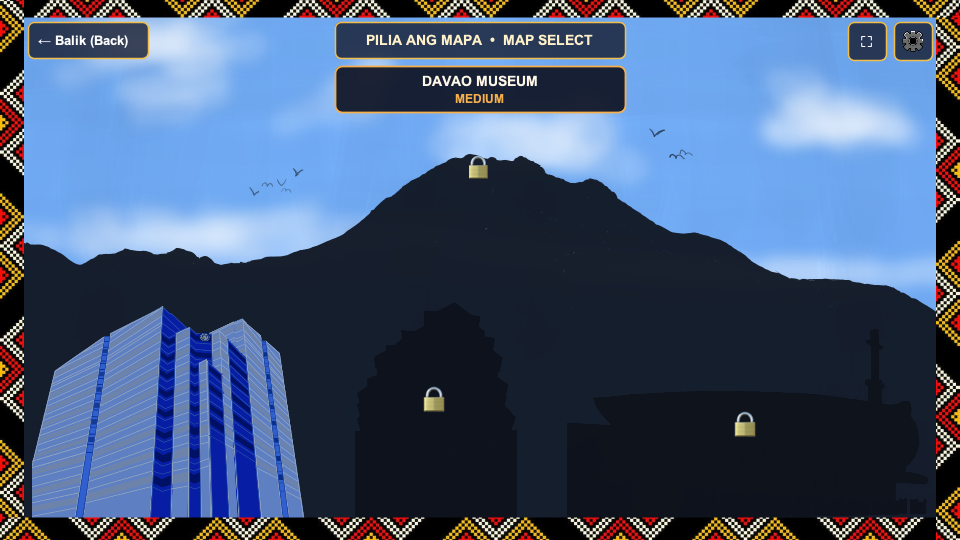 ← Balik (Back)
PILIA ANG MAPA • MAP SELECT
DAVAO MUSEUM
MEDIUM